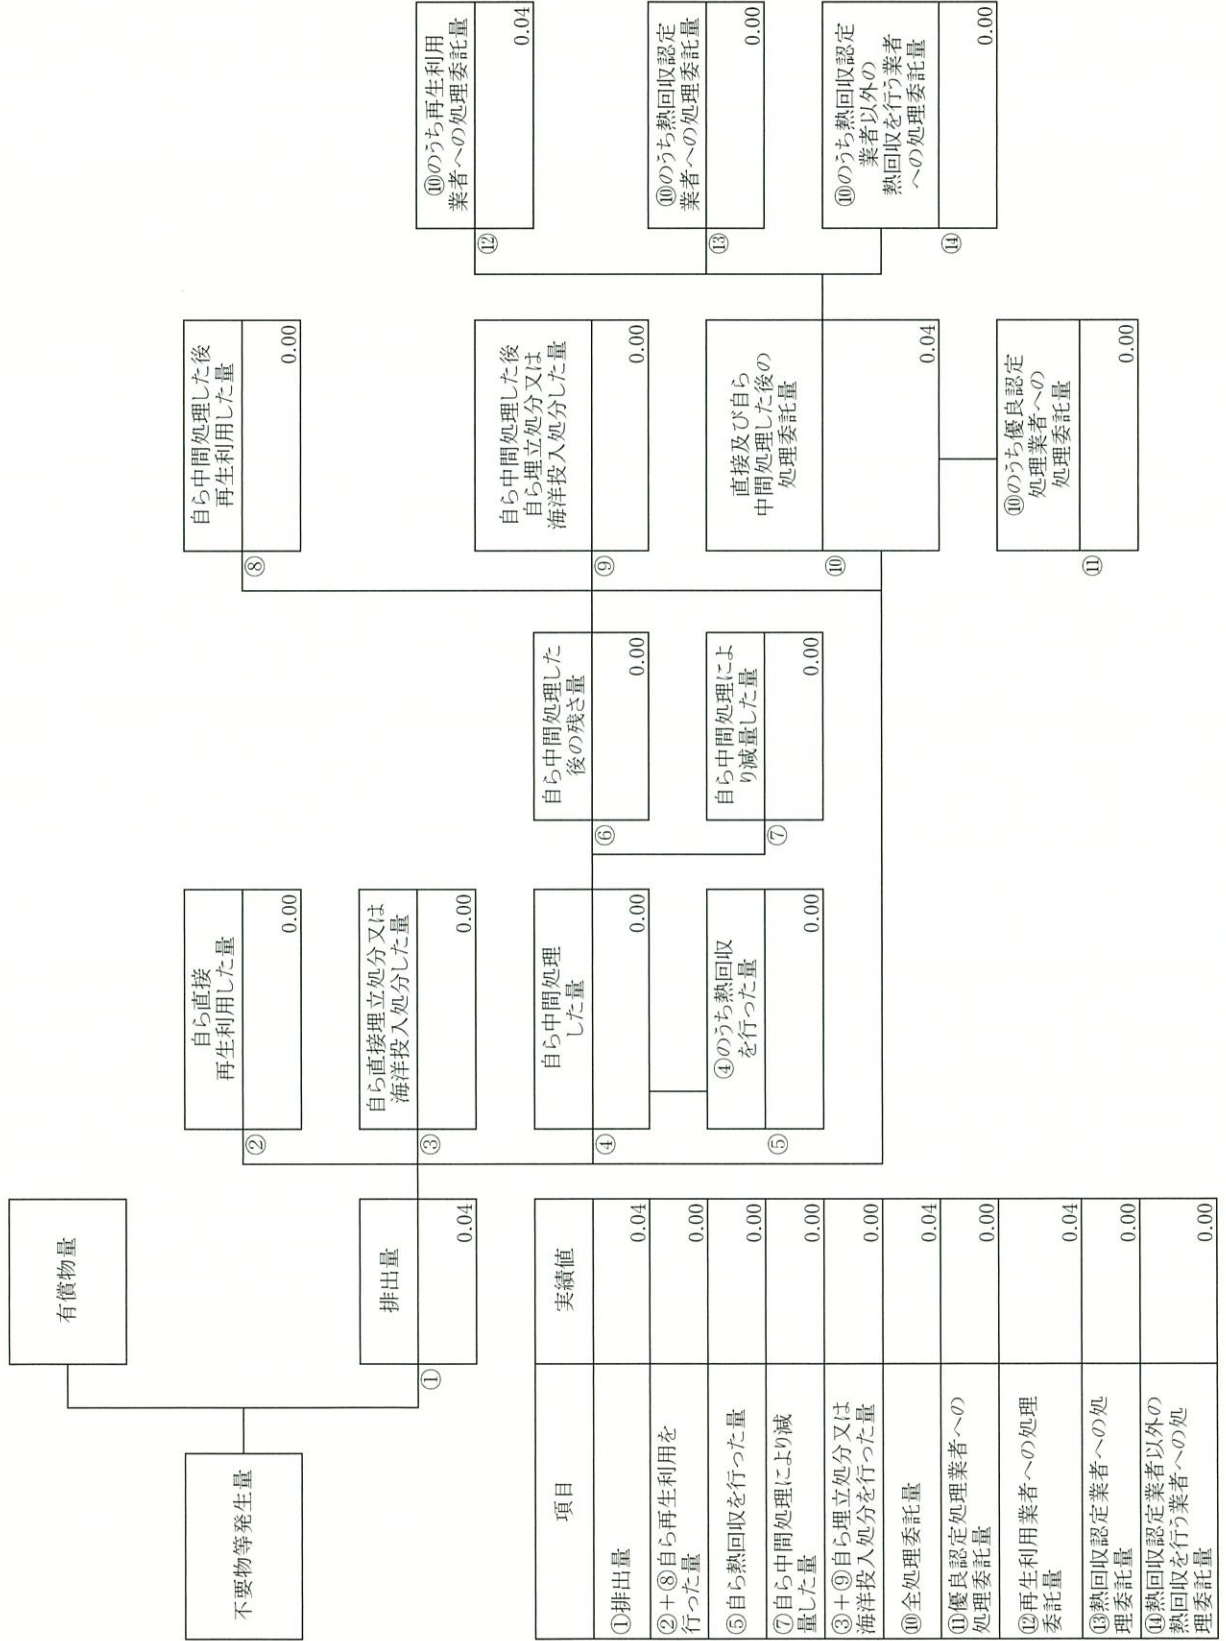 有償物量
不要物等発生量
排出量
①
0.04
自ら直接
再生利用した量
②
0.00
自ら直接埋立処分又は
海洋投入処分した量
③
0.00
自ら中間処理
した量
④
0.00
④のうち熱回収
を行った量
⑤
0.00
自ら中間処理した
後の残さ量
⑥
0.00
自ら中間処理によ
り減量した量
⑦
0.00
自ら中間処理した後
再生利用した量
⑧
0.00
自ら中間処理した後
自ら埋立処分又は
海洋投入処分した量
⑨
0.00
直接及び自ら
中間処理した後の
処理委託量
⑩
0.04
⑩のうち優良認定
処理業者への
処理委託量
⑪
0.00
⑩のうち再生利用
業者への処理委託量
⑫
0.04
⑩のうち熱回収認定
業者への処理委託量
⑬
0.00
⑩のうち熱回収認定
業者以外の
熱回収を行う業者
への処理委託量
⑭
0.00
項目
実績値
①排出量
0.04
②+⑧自ら再生利用を
行った量
0.00
⑤自ら熱回収を行った量
0.00
⑦自ら中間処理により減
量した量
0.00
③+⑨自ら埋立処分又は
海洋投入処分を行った量
0.00
⑩全処理委託量
0.04
⑪優良認定処理業者への
処理委託量
0.00
⑫再生利用業者への処理
委託量
0.04
⑬熱回収認定業者への処
理委託量
0.00
⑭熱回収認定業者以外の
熱回収を行う業者への処
理委託量
0.00